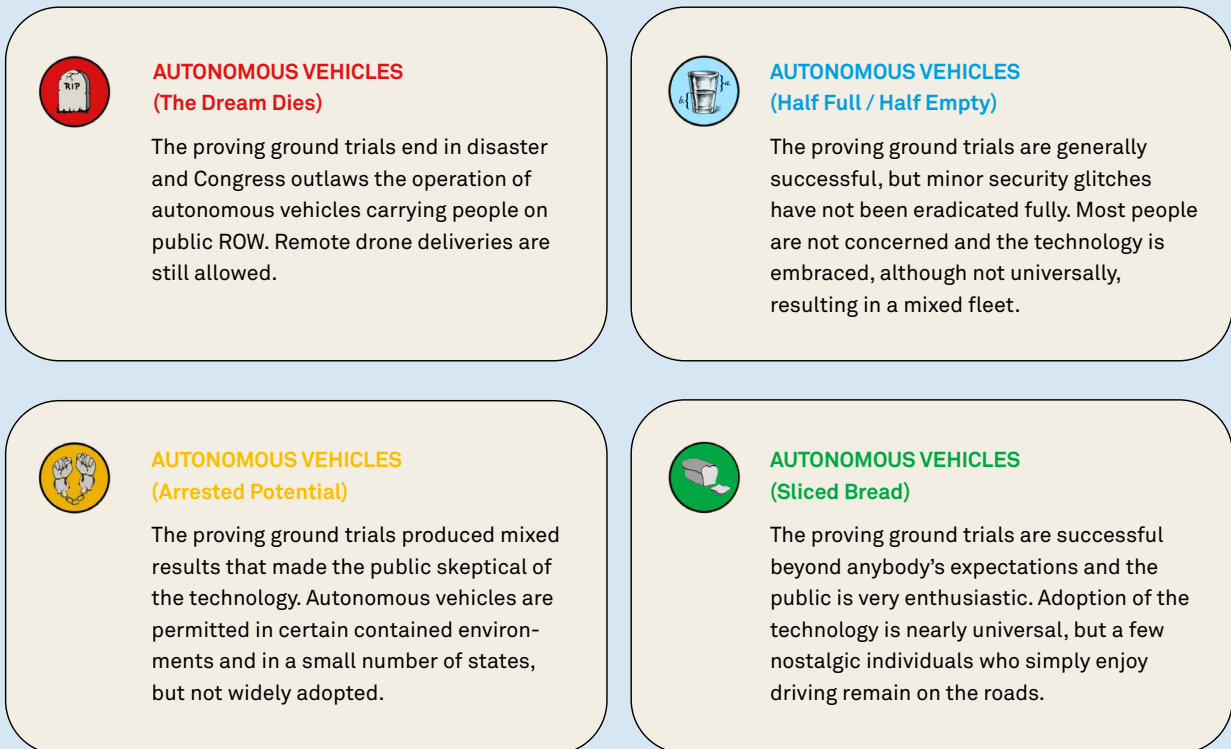 RIP
AUTONOMOUS VEHICLES
(The Dream Dies)
The proving ground trials end in disaster
and Congress outlaws the operation of
autonomous vehicles carrying people on
public ROW. Remote drone deliveries are
still allowed.
a.
b.
AUTONOMOUS VEHICLES
(Half Full / Half Empty)
The proving ground trials are generally
successful, but minor security glitches
have not been eradicated fully. Most people
are not concerned and the technology is
embraced, although not universally,
resulting in a mixed fleet.
AUTONOMOUS VEHICLES
(Arrested Potential)
The proving ground trials produced mixed
results that made the public skeptical of
the technology. Autonomous vehicles are
permitted in certain contained environ-
ments and in a small number of states,
but not widely adopted.
AUTONOMOUS VEHICLES
(Sliced Bread)
The proving ground trials are successful
beyond anybody’s expectations and the
public is very enthusiastic. Adoption of the
technology is nearly universal, but a few
nostalgic individuals who simply enjoy
driving remain on the roads.